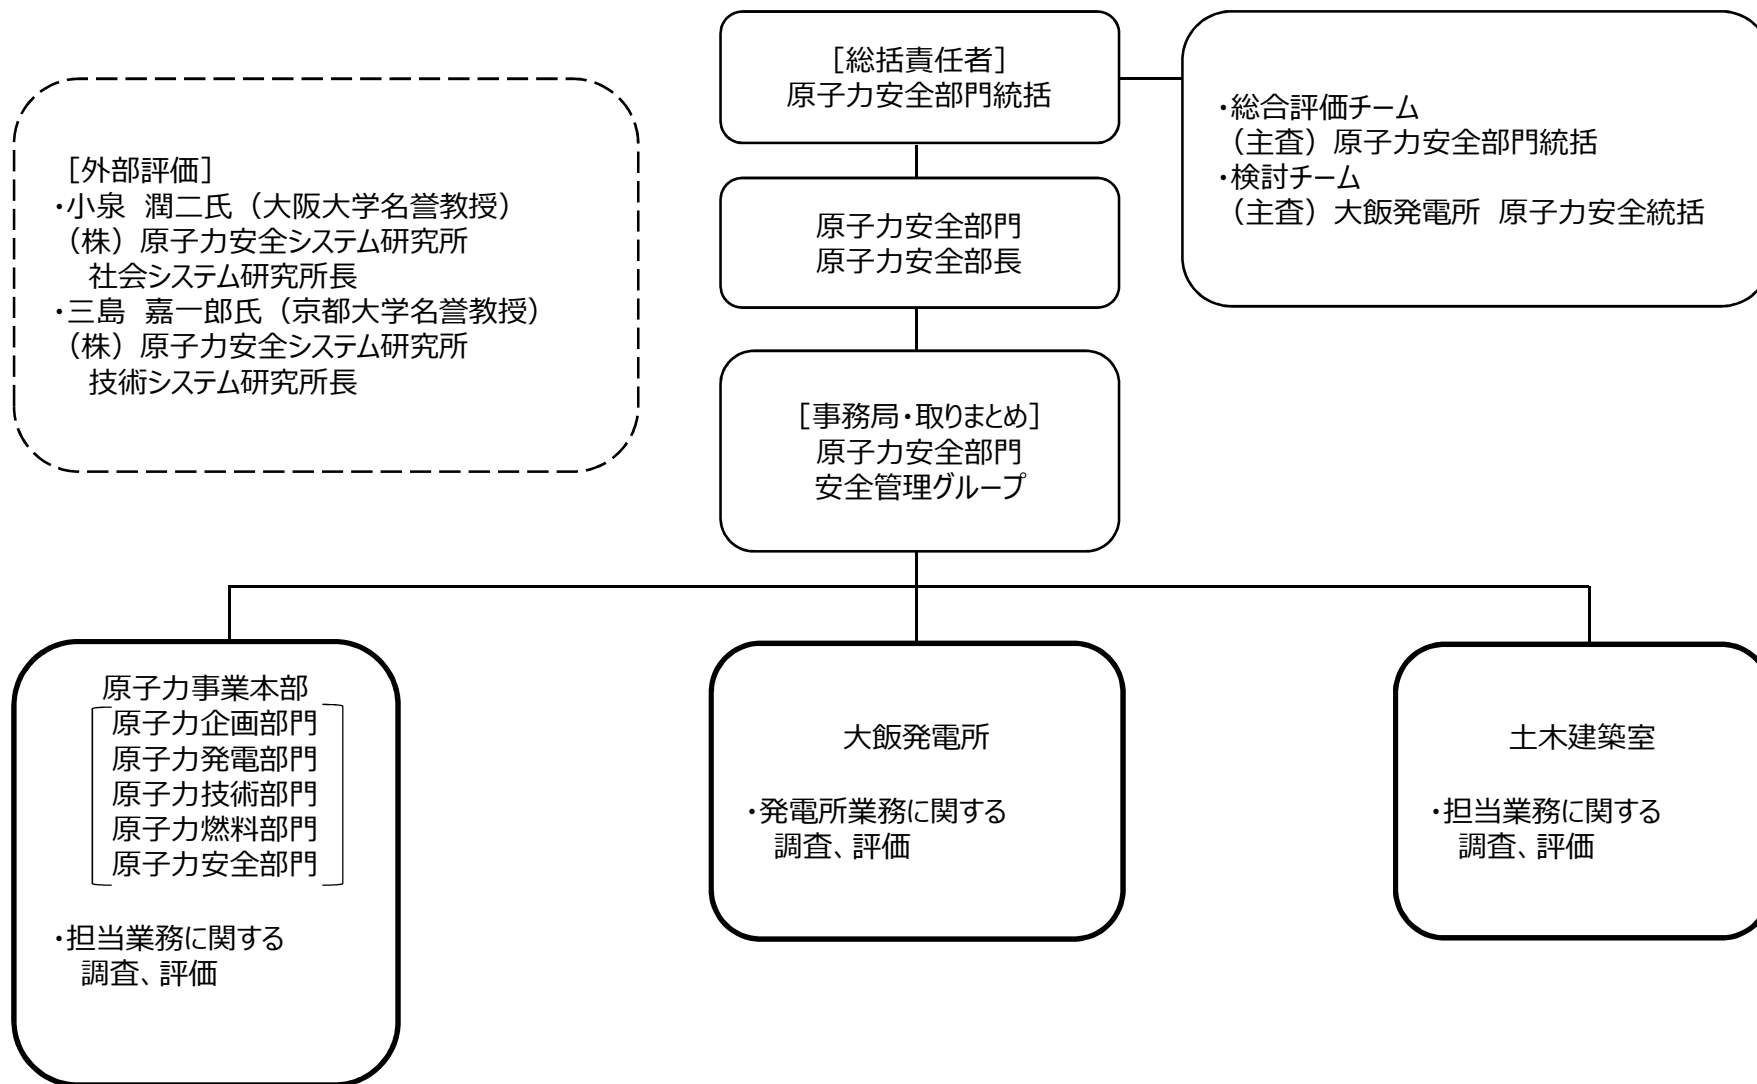 [総括責任者]
原子力安全部門統括
・総合評価チーム
（主査）原子力安全部門統括
・検討チーム
（主査）大飯発電所 原子力安全統括
[外部評価]
・小泉 潤二氏（大阪大学名誉教授）
（株）原子力安全システム研究所
社会システム研究所長
・三島 嘉一郎氏（京都大学名誉教授）
（株）原子力安全システム研究所
技術システム研究所長
原子力安全部門
原子力安全部長
[事務局・取りまとめ]
原子力安全部門
安全管理グループ
原子力事業本部
原子力企画部門
原子力発電部門
原子力技術部門
原子力燃料部門
原子力安全部門
・担当業務に関する
調査、評価
大飯発電所
・発電所業務に関する
調査、評価
土木建築室
・担当業務に関する
調査、評価